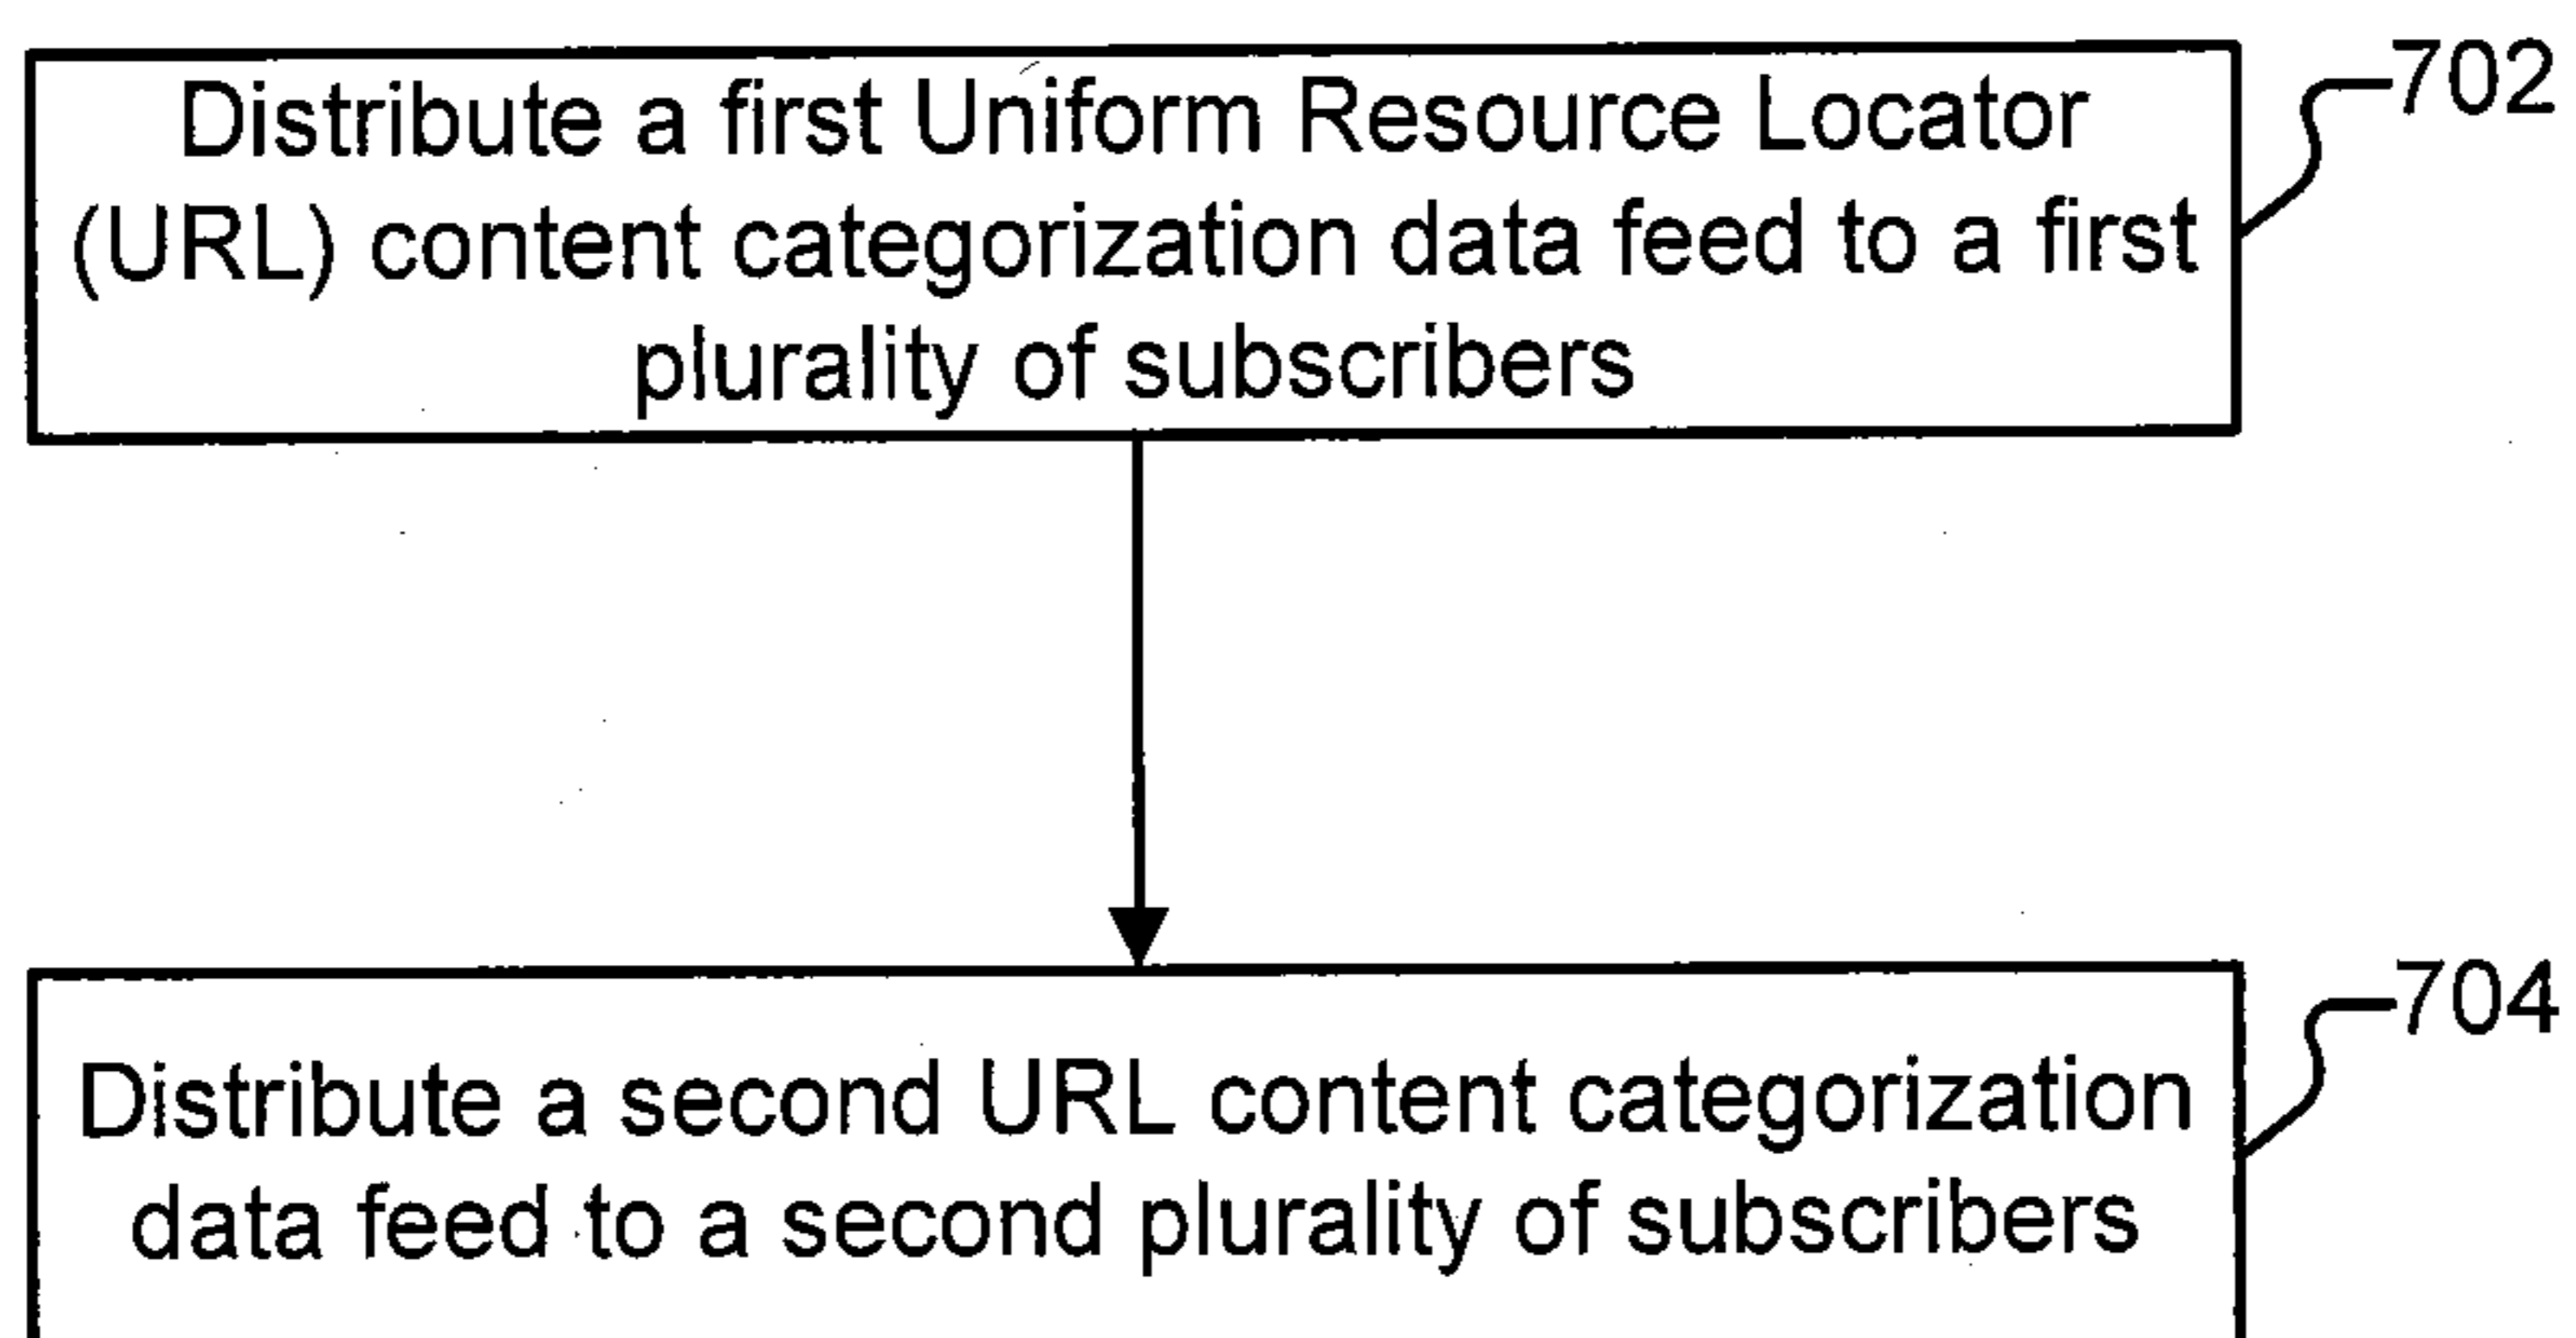 Distribute a first Uniform Resource Locator
(URL) content categorization data feed to a first
plurality of subscribers
702
Distribute a second URL content categorization
data feed to a second plurality of subscribers
704